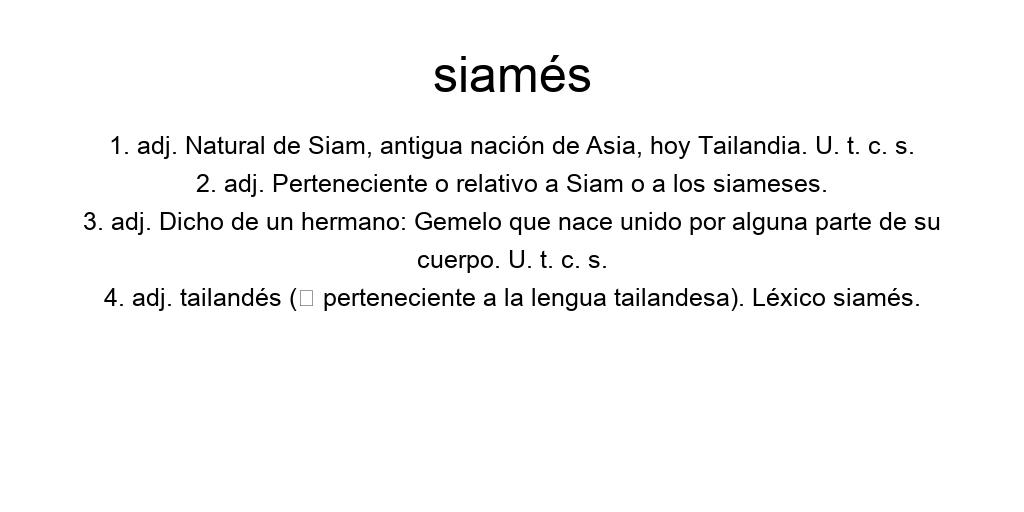 siamés
1. adj. Natural de Siam, antigua nación de Asia, hoy Tailandia. U. t. c. s.
2. adj. Perteneciente o relativo a Siam o a los siameses.
3. adj. Dicho de un hermano: Gemelo que nace unido por alguna parte de su
cuerpo. U. t. c. s.
4. adj. tailandés (□ perteneciente a la lengua tailandesa). Léxico siamés.